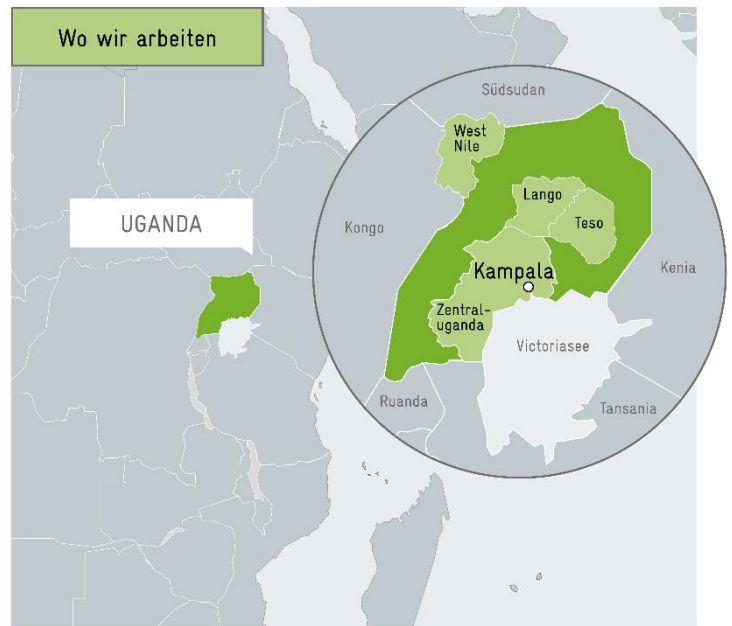 Wo wir arbeiten
Südsudan
West
Nile
Lango
Teso
UGANDA
Kongo
Kenia
Kampala
Zentral-
uganda
Victoriasee
Ruanda
Tansania